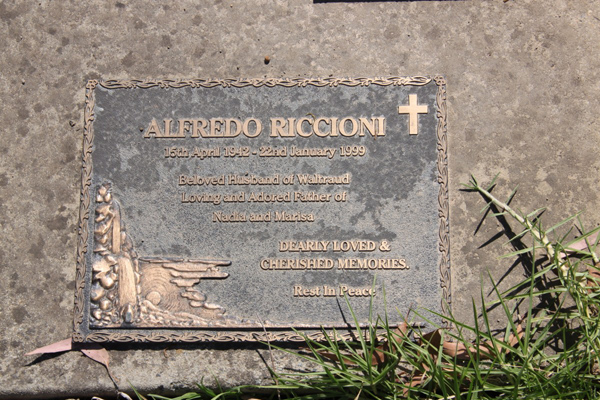 ALFREDO RICCIONI
15th April 1942 - 22nd January 1999
Beloved Husband of Waltraud
Loving and Adored Father of
Nadia and Marisa
DEARLY LOVED &
CHERISHED MEMORIES.
Rest In Peace